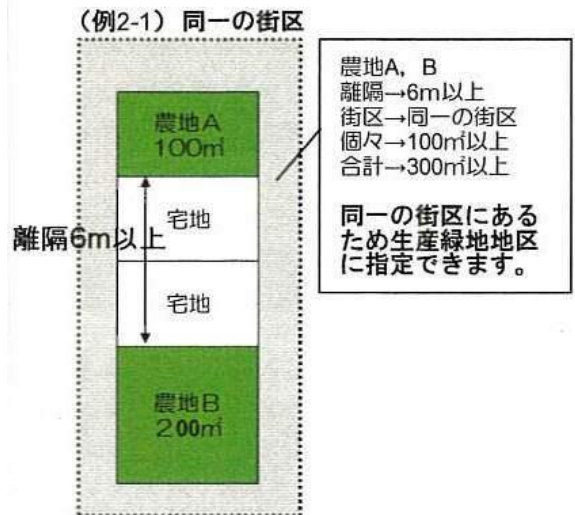 (例2-1) 同一の街区
農地A
100㎡
離隔6m以上
宅地
宅地
農地B
200㎡
農地A, B
離隔→6m以上
街区→同一の街区
個々→100㎡以上
合計→300㎡以上
同一の街区にある
ため生産緑地地区
に指定できます。